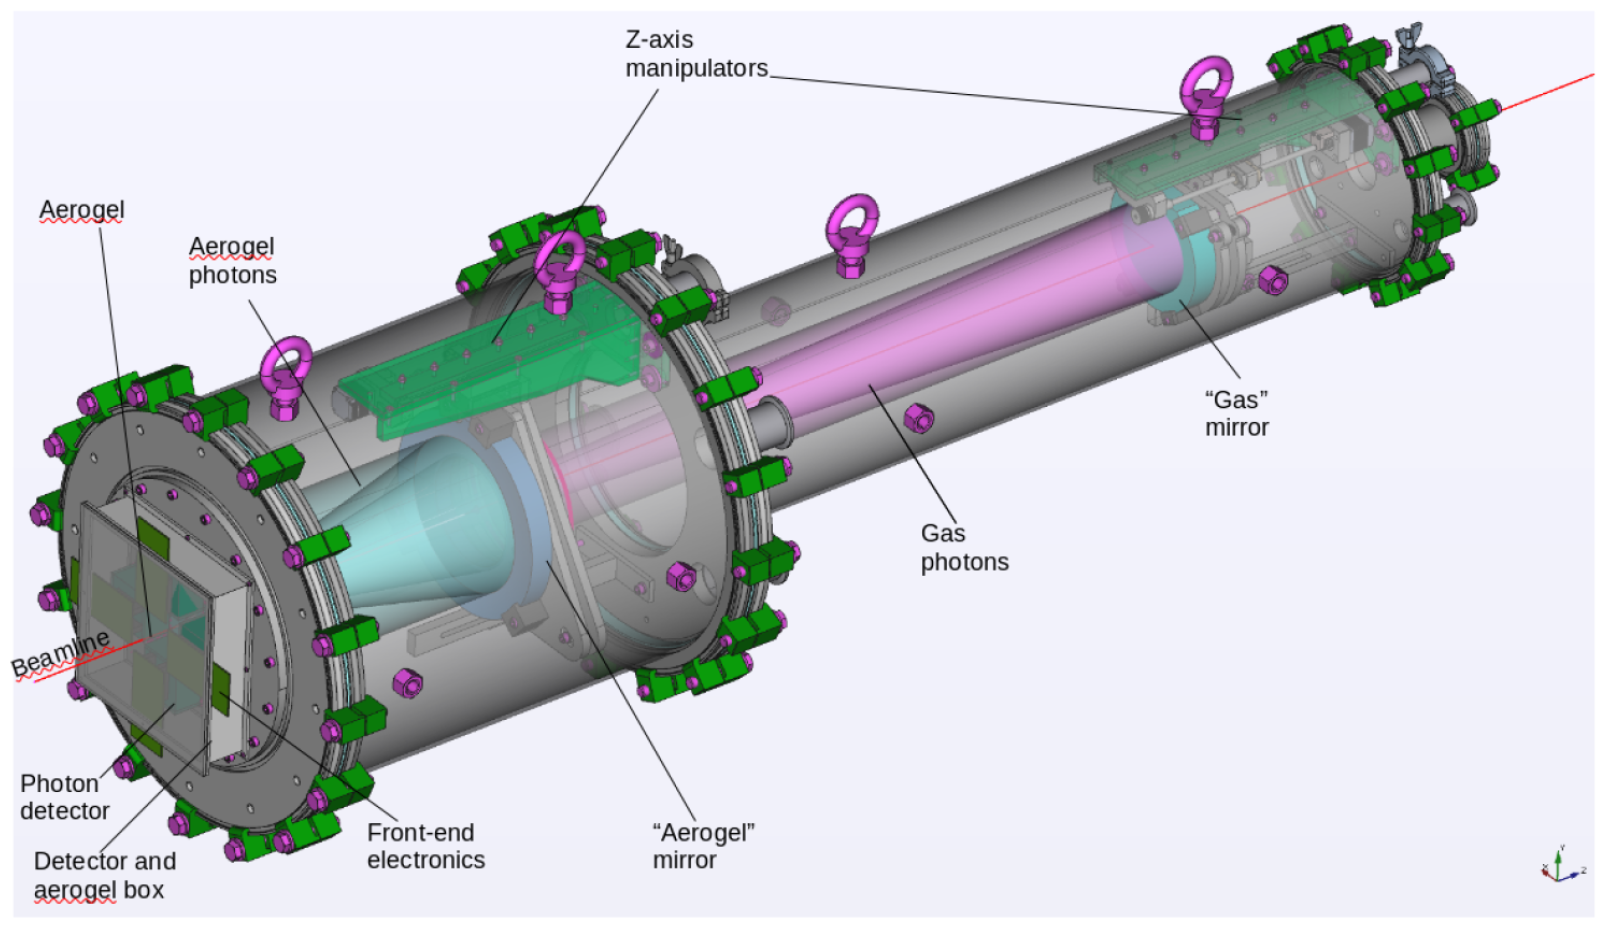 Z-axis
manipulators
Aerogel
Aerogel
photons
"Gas"
mirror
Gas
photons
Beamline
Photon
detector
Front-end
electronics
"Aerogel"
mirror
Detector and
aerogel box
Y
X
Z